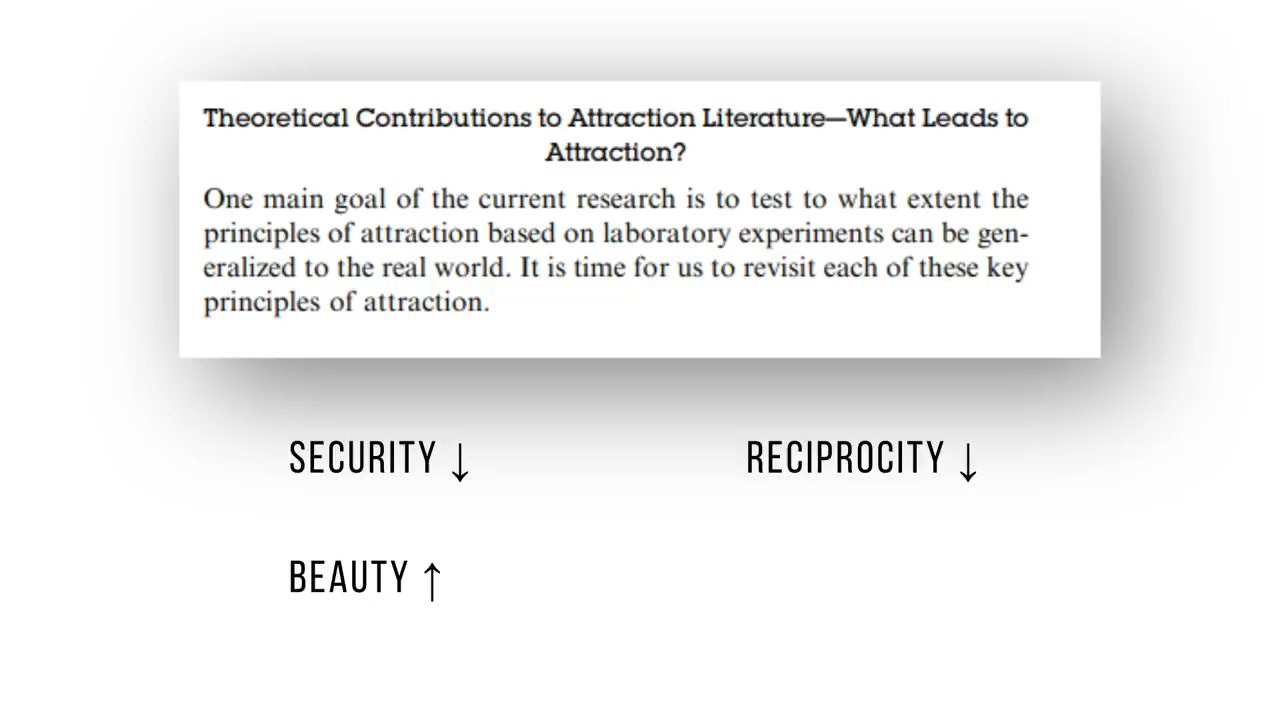 Theoretical Contributions to Attraction Literature—What Leads to
Attraction?
One main goal of the current research is to test to what extent the
principles of attraction based on laboratory experiments can be gen-
eralized to the real world. It is time for us to revisit each of these key
principles of attraction.
SECURITY ↓
RECIPROCITY ↓
BEAUTY ↑